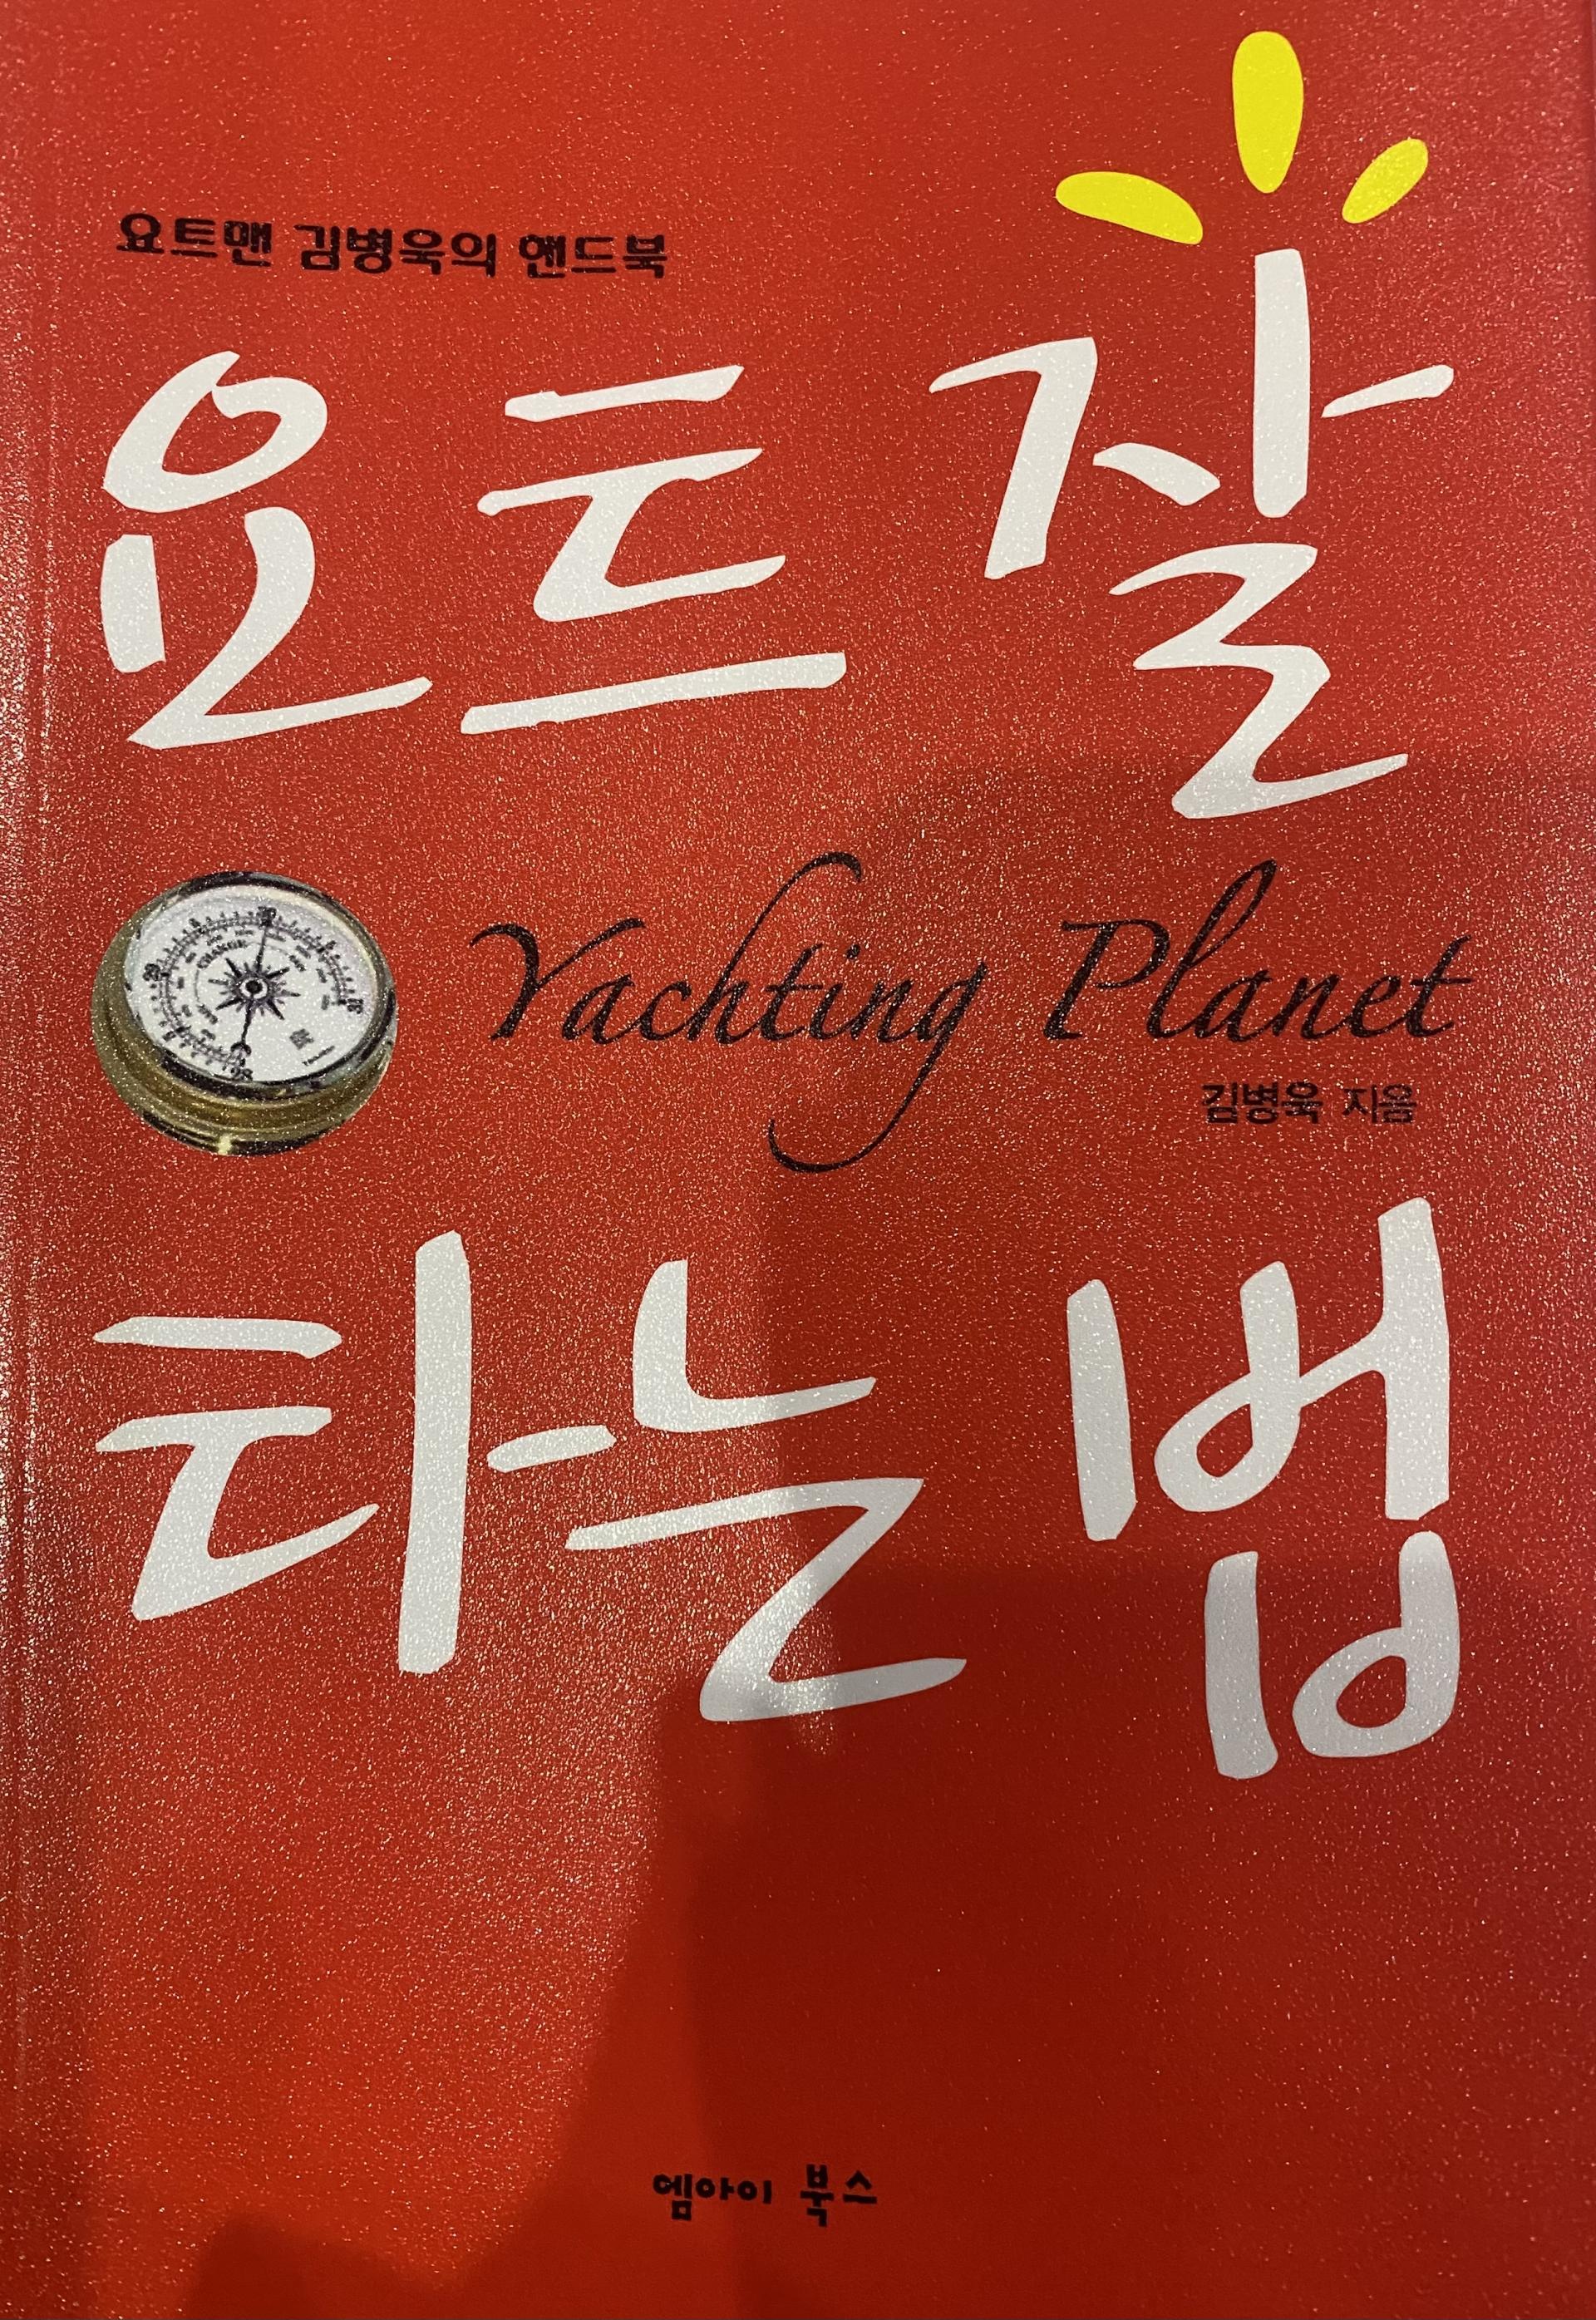 요트맨 김병욱의 핸드북
요트 잘
Yachting Planet
김병욱 지음
타는 법
엠아이 북스